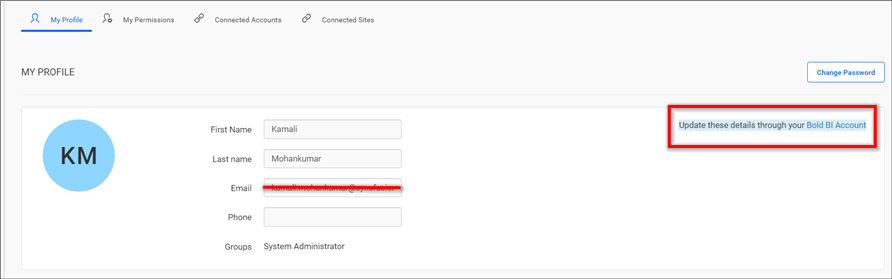 My Profile My Permissions Connected Accounts Connected Sites
MY PROFILE Change Password
Update these details through your Bold BI Account
KM
First Name Kamali
Last name Mohankumar
Email
Phone
Groups System Administrator